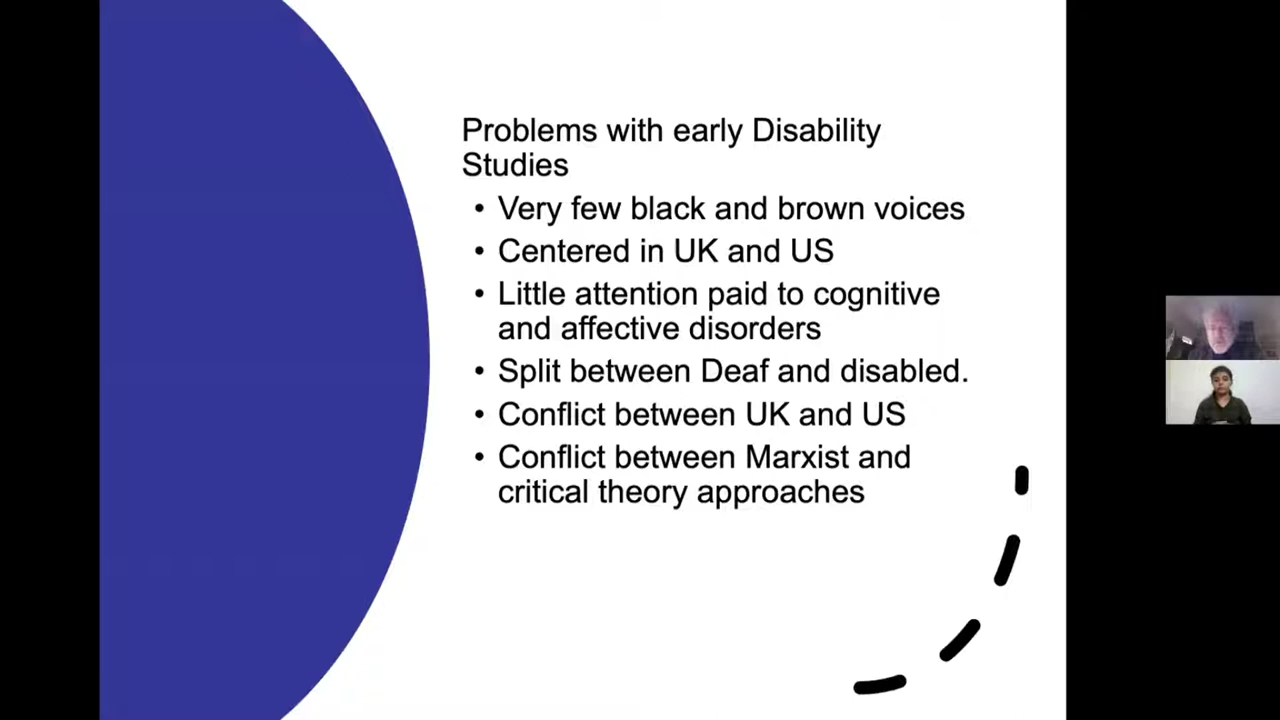 Problems with early Disability
Studies
• Very few black and brown voices
• Centered in UK and US
• Little attention paid to cognitive
and affective disorders
• Split between Deaf and disabled.
• Conflict between UK and US
• Conflict between Marxist and
critical theory approaches